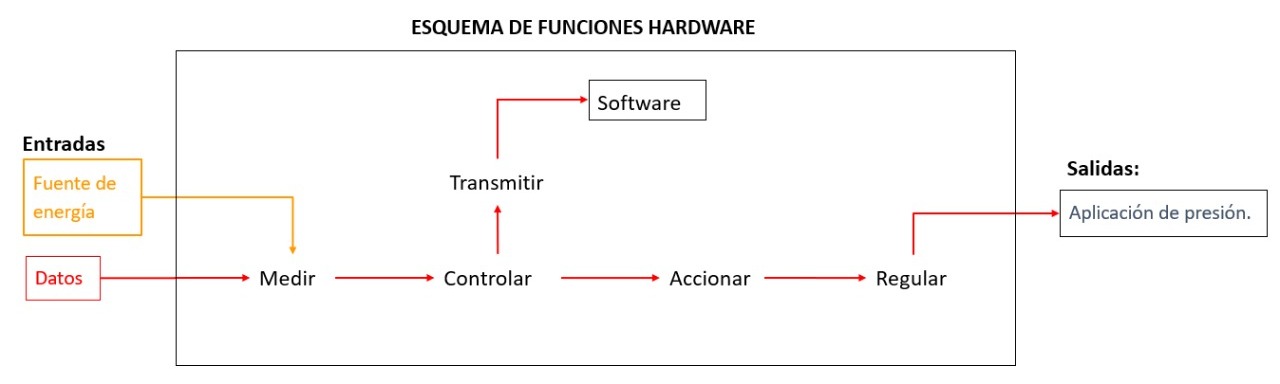 ESQUEMA DE FUNCIONES HARDWARE
Software
Entradas
Fuente de
energía
Transmitir
Salidas:
Aplicación de presión.
Datos
Medir
Controlar
Accionar
Regular